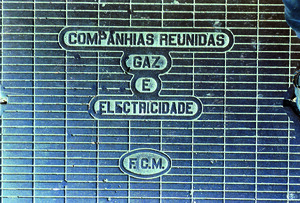 COMPANHIAS REUNIDAS
GAZ
E
ELECTRICIDADE
F.C.M.